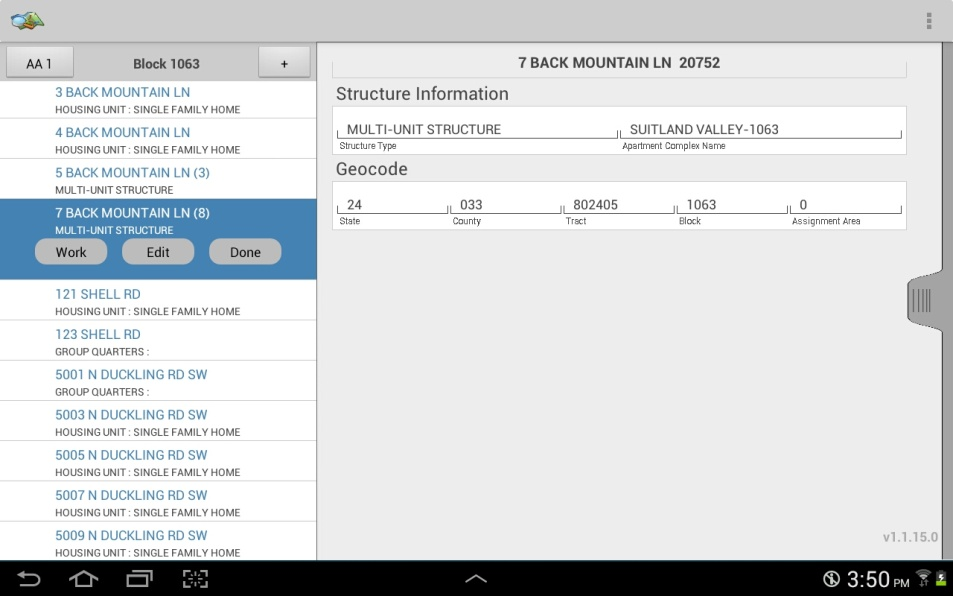 AA 1
Block 1063
+
3 BACK MOUNTAIN LN
HOUSING UNIT : SINGLE FAMILY HOME
4 BACK MOUNTAIN LN
HOUSING UNIT : SINGLE FAMILY HOME
5 BACK MOUNTAIN LN (3)
MULTI-UNIT STRUCTURE
7 BACK MOUNTAIN LN (8)
MULTI-UNIT STRUCTURE
Work Edit Done
121 SHELL RD
HOUSING UNIT : SINGLE FAMILY HOME
123 SHELL RD
GROUP QUARTERS :
5001 N DUCKLING RD SW
GROUP QUARTERS :
5003 N DUCKLING RD SW
HOUSING UNIT : SINGLE FAMILY HOME
5005 N DUCKLING RD SW
HOUSING UNIT : SINGLE FAMILY HOME
5007 N DUCKLING RD SW
HOUSING UNIT : SINGLE FAMILY HOME
5009 N DUCKLING RD SW
HOUSING UNIT : SINGLE FAMILY HOME
7 BACK MOUNTAIN LN 20752
Structure Information
MULTI-UNIT STRUCTURE SUITLAND VALLEY-1063
Structure Type Apartment Complex Name
Geocode
24 033 802405 1063 0
State County Tract Block Assignment Area
v1.1.15.0
3:50 PM